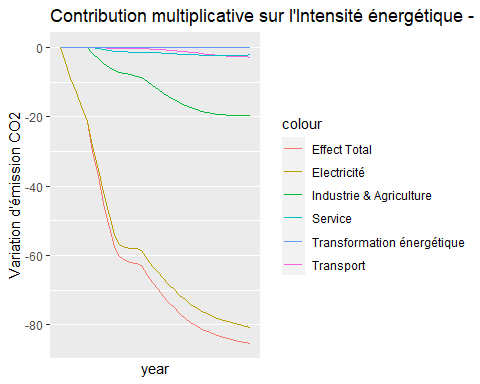 Contribution multiplicative sur l'Intensité énergétique -
0
-20
-40
-60
-80
Variation d'émission CO2
year
colour
Effect Total
Electricité
Industrie & Agriculture
Service
Transformation énergétique
Transport